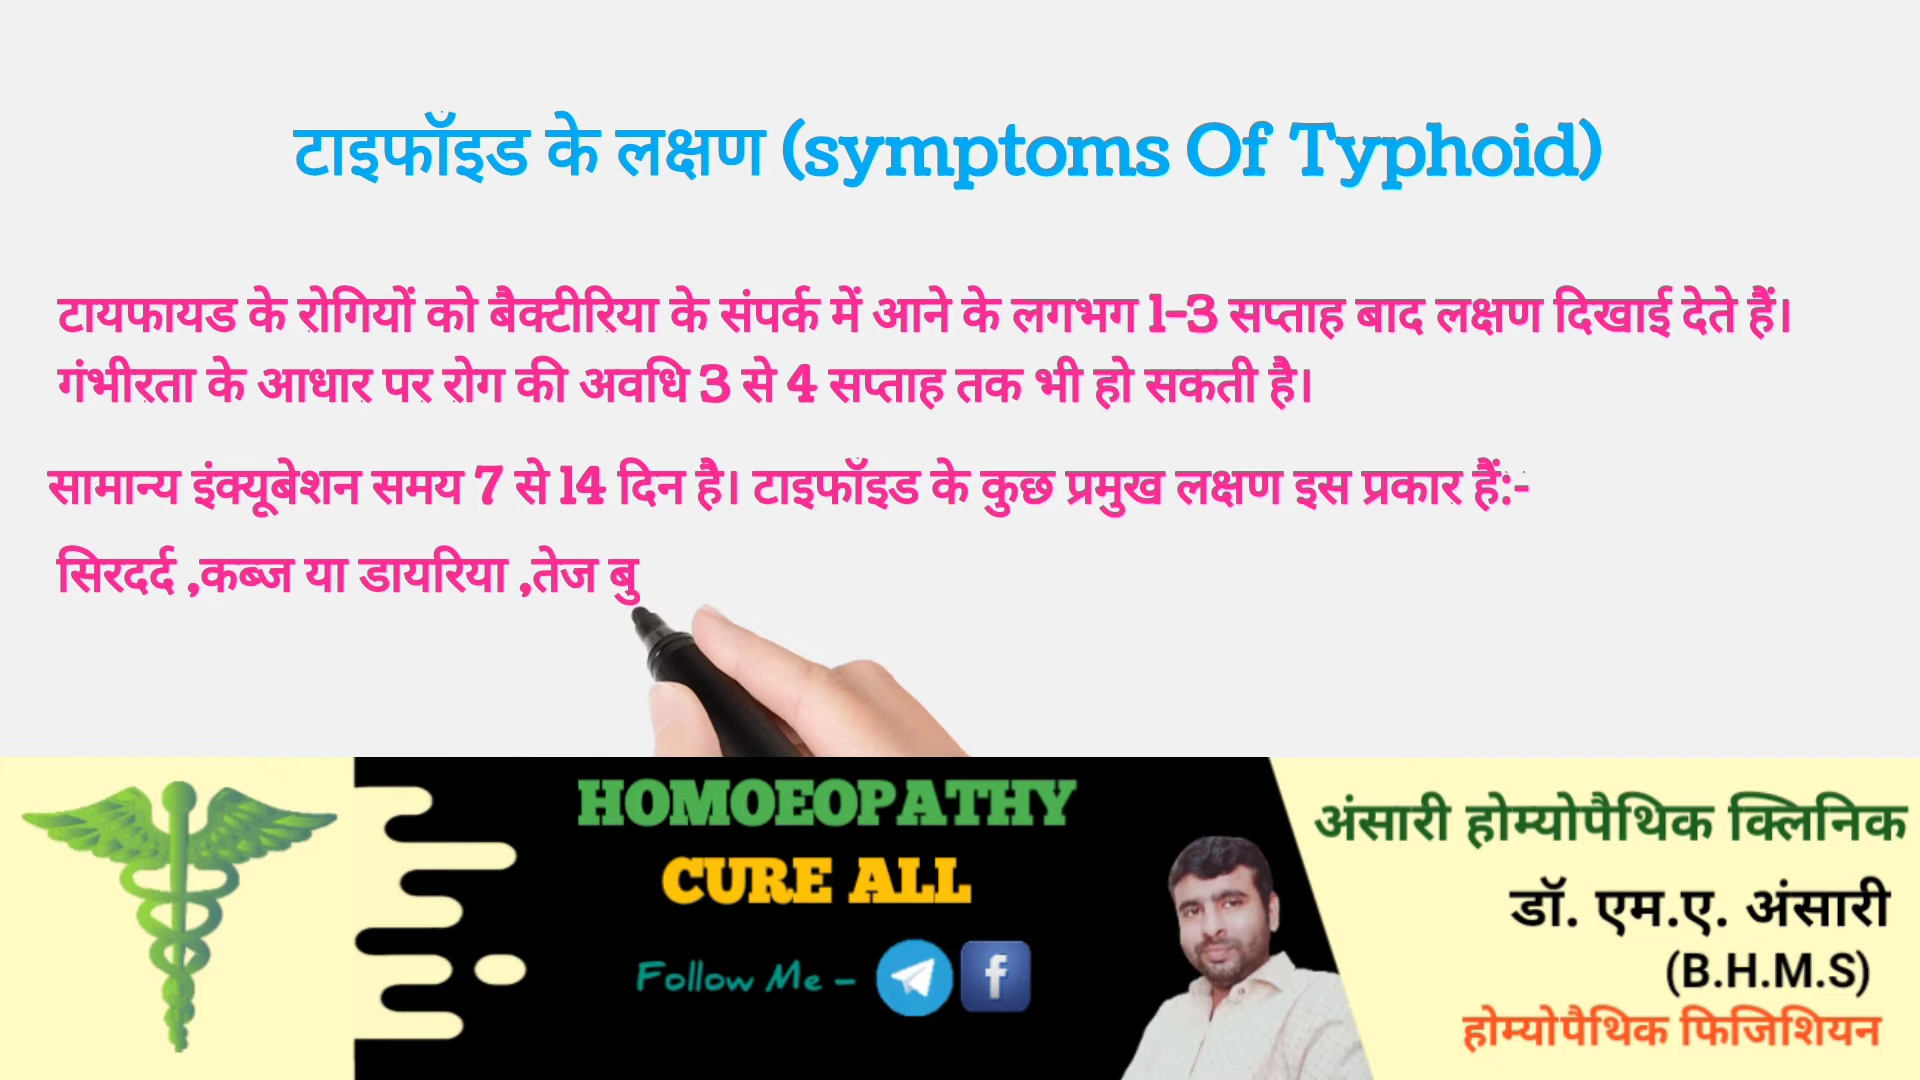 टाइफॉइड के लक्षण (symptoms Of Typhoid)
टायफायड के रोगियों को बैक्टीरिया के संपर्क में आने के लगभग 1-3 सप्ताह बाद लक्षण दिखाई देते हैं।
गंभीरता के आधार पर रोग की अवधि 3 से 4 सप्ताह तक भी हो सकती है।
सामान्य इंक्यूबेशन समय 7 से 14 दिन है। टाइफॉइड के कुछ प्रमुख लक्षण इस प्रकार हैं:-
सिरदर्द ,कब्ज या डायरिया ,तेज बु
HOMOEOPATHY
CURE ALL
Follow Me -
अंसारी होम्योपैथिक क्लिनिक
डॉ. एम.ए. अंसारी
(B.H.M.S)
होम्योपैथिक फिजिशियन